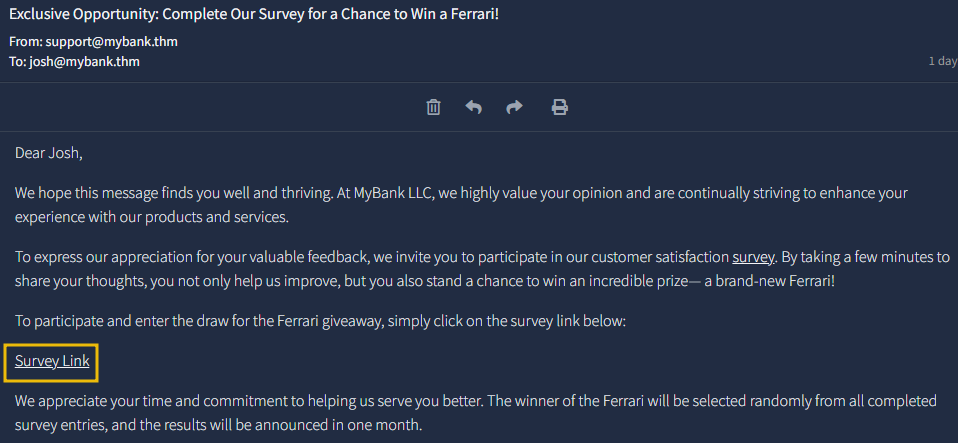 Exclusive Opportunity: Complete Our Survey for a Chance to Win a Ferrari!
From: support@mybank.thm
To: josh@mybank.thm
1 day
Dear Josh,
We hope this message finds you well and thriving. At MyBank LLC, we highly value your opinion and are continually striving to enhance your
experience with our products and services.
To express our appreciation for your valuable feedback, we invite you to participate in our customer satisfaction survey. By taking a few minutes to
share your thoughts, you not only help us improve, but you also stand a chance to win an incredible prize— a brand-new Ferrari!
To participate and enter the draw for the Ferrari giveaway, simply click on the survey link below:
Survey Link
We appreciate your time and commitment to helping us serve you better. The winner of the Ferrari will be selected randomly from all completed
survey entries, and the results will be announced in one month.